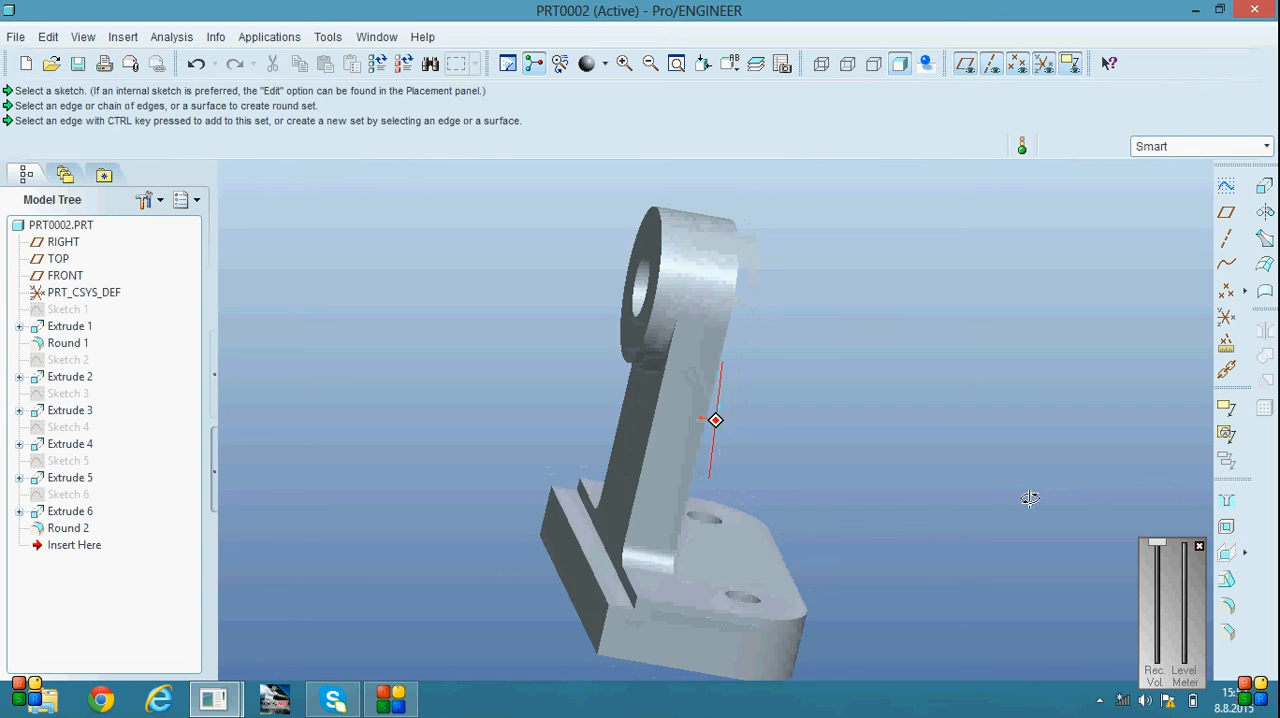 PRT0002 (Active) - Pro/ENGINEER
File Edit View Insert Analysis Info Applications Tools Window Help
Select a sketch. (If an internal sketch is preferred, the "Edit" option can be found in the Placement panel.)
Select an edge or chain of edges, or a surface to create round set.
Select an edge with CTRL key pressed to add to this set, or create a new set by selecting an edge or a surface.
Smart
Model Tree
PRT0002.PRT
RIGHT
TOP
FRONT
PRT_CSYS_DEF
Sketch 1
Extrude 1
Round 1
Sketch 2
Extrude 2
Sketch 3
Extrude 3
Sketch 4
Extrude 4
Sketch 5
Extrude 5
Sketch 6
Extrude 6
Round 2
Insert Here
Rec. Level
Vol. Meter